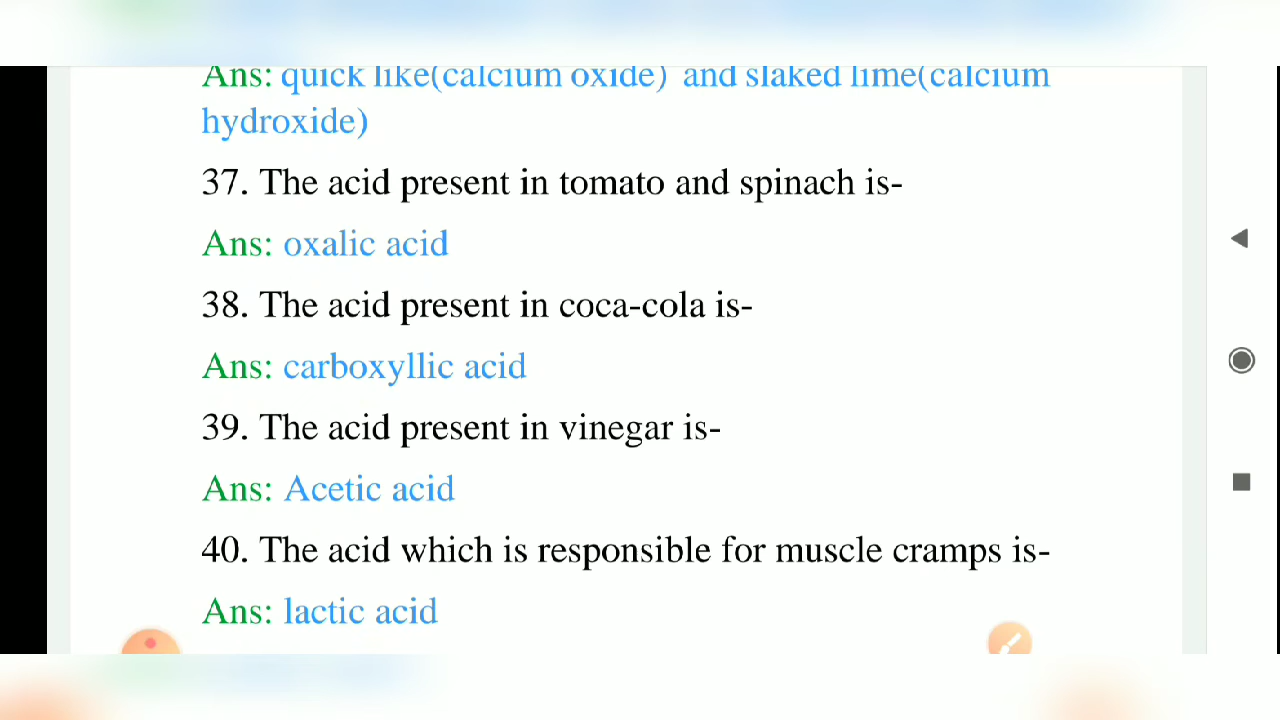 Ans: quick like(calcium oxide) and slaked lime(calcium
hydroxide)
37. The acid present in tomato and spinach is-
Ans: oxalic acid
38. The acid present in coca-cola is-
Ans: carboxyllic acid
39. The acid present in vinegar is-
Ans: Acetic acid
40. The acid which is responsible for muscle cramps is-
Ans: lactic acid